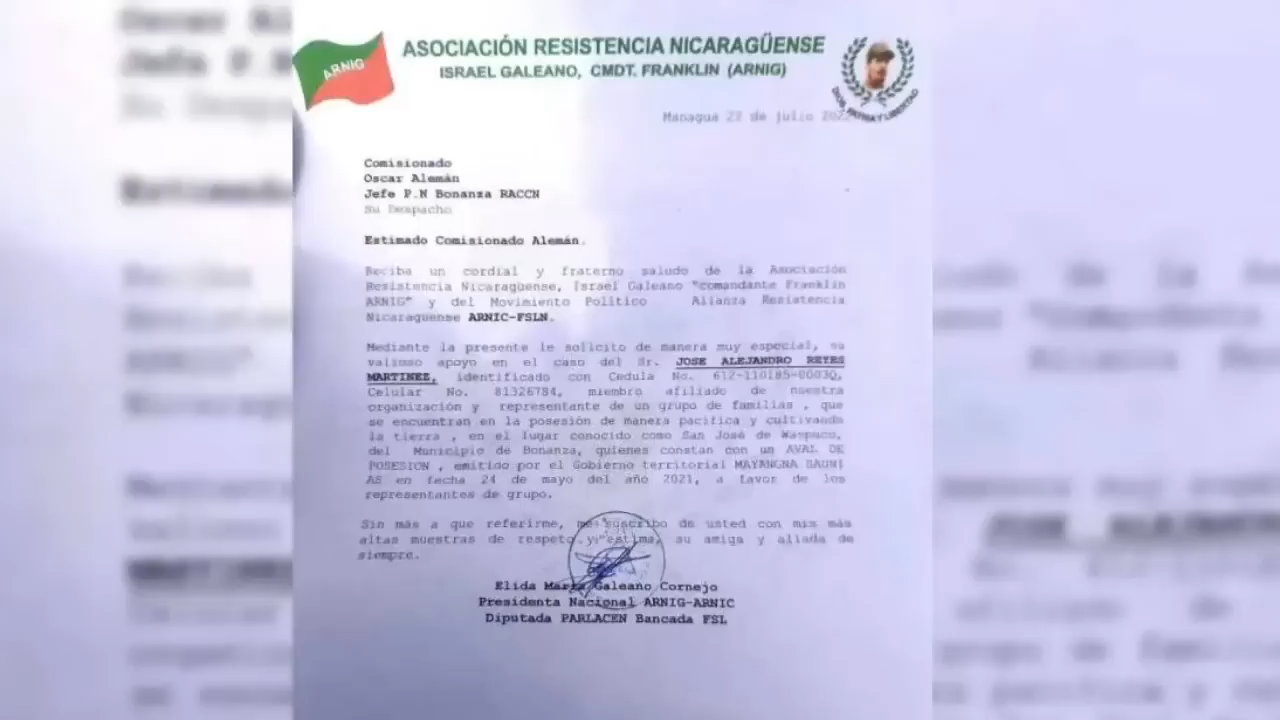 ARNIG
ASOCIACIÓN RESISTENCIA NICARAGÜENSE
ISRAEL GALEANO, CMDT. FRANKLIN (ARNIG)
DIOS, PATRIA Y LIBERTAD
Managua 22 de julio 2022
Comisionado
Oscar Alemán
Jefe P.N Bonanza RACCN
Su Despacho
Estimado Comisionado Alemán.
Reciba un cordial y fraterno saludo de la Asociación
Resistencia Nicaragüense, Israel Galeano "comandante Franklin
ARNIG" y del Movimiento Político Alianza Resistencia
Nicaragüense ARNIC-FSLN.
Mediante la presente le solicito de manera muy especial, su
valioso apoyo en el caso del Sr. JOSE ALEJANDRO REYES
MARTINEZ, identificado con Cedula No. 612-110185-0003Q,
Celular No. 81326784, miembro afiliado de nuestra
organización y representante de un grupo de familias , que
se encuentran en la posesión de manera pacifica y cultivando
la tierra , en el lugar conocido como San José de Waspuco,
del Municipio de Bonanza, quienes constan con un AVAL DE
POSESION , emitido por el Gobierno territorial MAYANGNA SAUNI
AS en fecha 24 de mayo del año 2021, a favor de los
representantes de grupo.
Sin más a que referirme, me suscribo de usted con mis más
altas muestras de respeto y estima, su amiga y aliada de
siempre.
Elida María Galeano Cornejo
Presidenta Nacional ARNIG-ARNIC
Diputada PARLACEN Bancada FSL